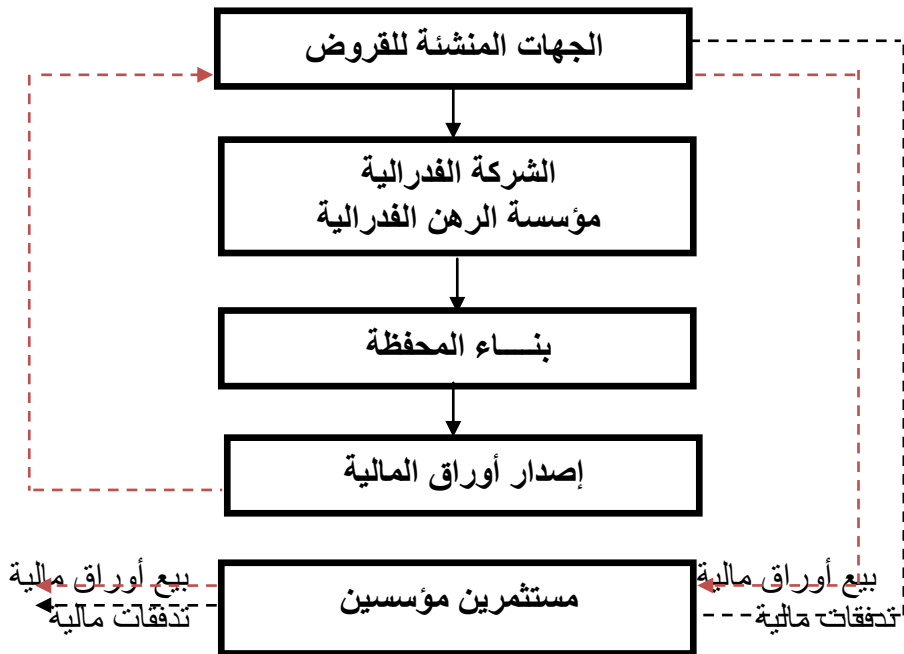 الجهات المنشئة للقروض
الشركة الفدرالية
مؤسسة الرهن الفدرالية
بنـــــاء المحفظة
إصدار أوراق المالية
بيع أوراق مالية
تدفقات مالية
مستثمرين مؤسسين
بيع أوراق مالية
تدفقات مالية